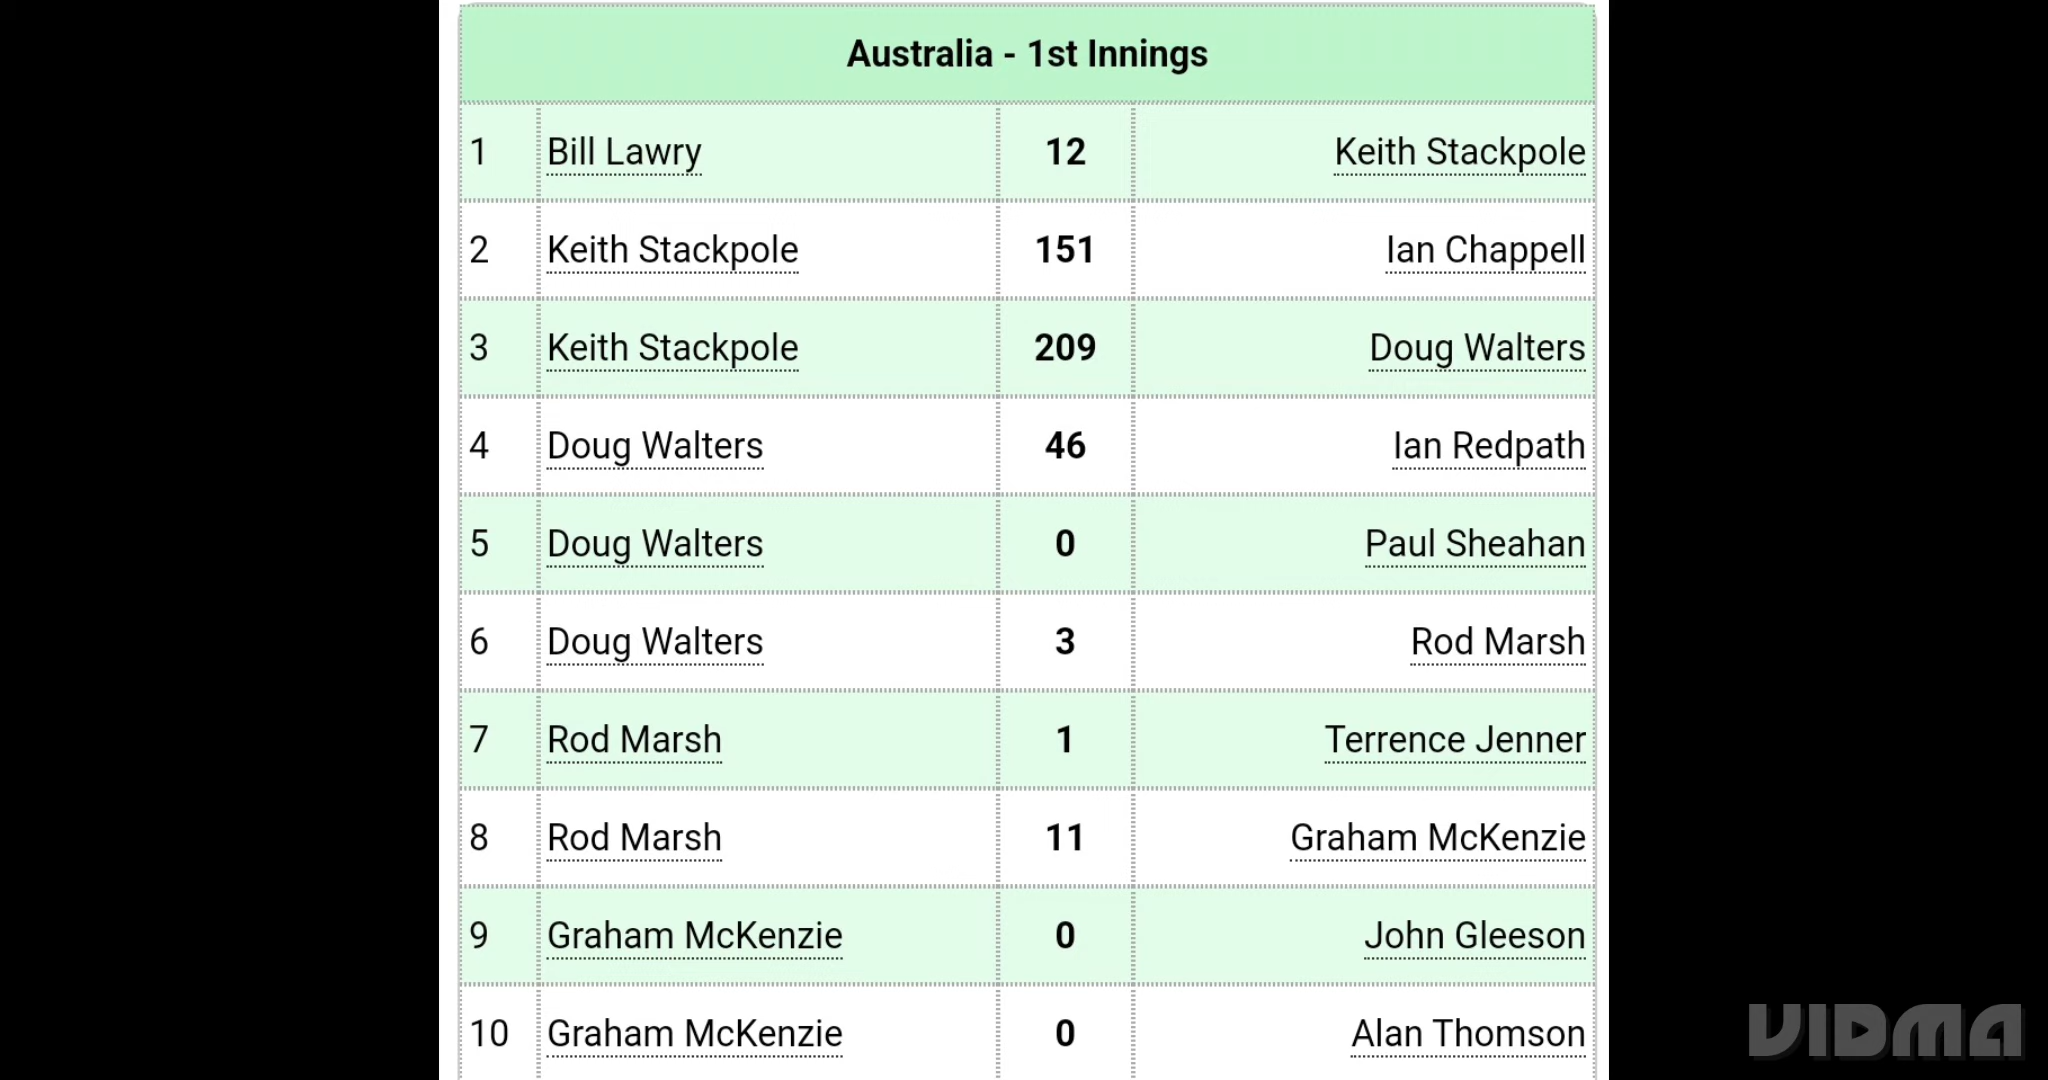 Australia - 1st Innings
1 Bill Lawry 12 Keith Stackpole
2 Keith Stackpole 151 Ian Chappell
3 Keith Stackpole 209 Doug Walters
4 Doug Walters 46 Ian Redpath
5 Doug Walters 0 Paul Sheahan
6 Doug Walters 3 Rod Marsh
7 Rod Marsh 1 Terrence Jenner
8 Rod Marsh 11 Graham McKenzie
9 Graham McKenzie 0 John Gleeson
10 Graham McKenzie 0 Alan Thomson
VIDMA